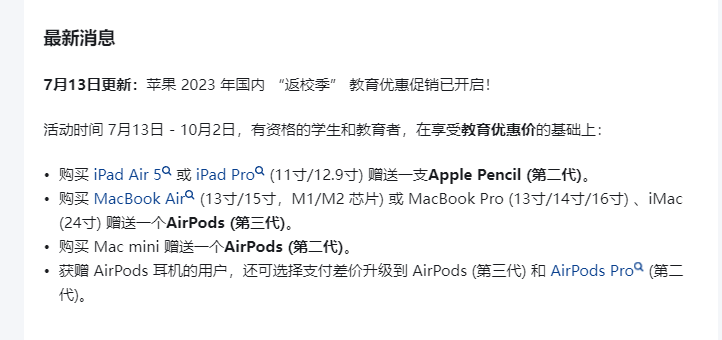 最新消息
7月13日更新：苹果 2023 年国内 “返校季” 教育优惠促销已开启！
活动时间 7月13日 - 10月2日，有资格的学生和教育者，在享受教育优惠价的基础上：
• 购买 iPad Air 5 或 iPad Pro (11寸/12.9寸) 赠送一支Apple Pencil (第二代)。
• 购买 MacBook Air (13寸/15寸，M1/M2 芯片) 或 MacBook Pro (13寸/14寸/16寸) 、iMac
(24寸) 赠送一个AirPods (第三代)。
• 购买 Mac mini 赠送一个AirPods (第二代)。
• 获赠 AirPods 耳机的用户，还可选择支付差价升级到 AirPods (第三代) 和 AirPods Pro (第二
代)。